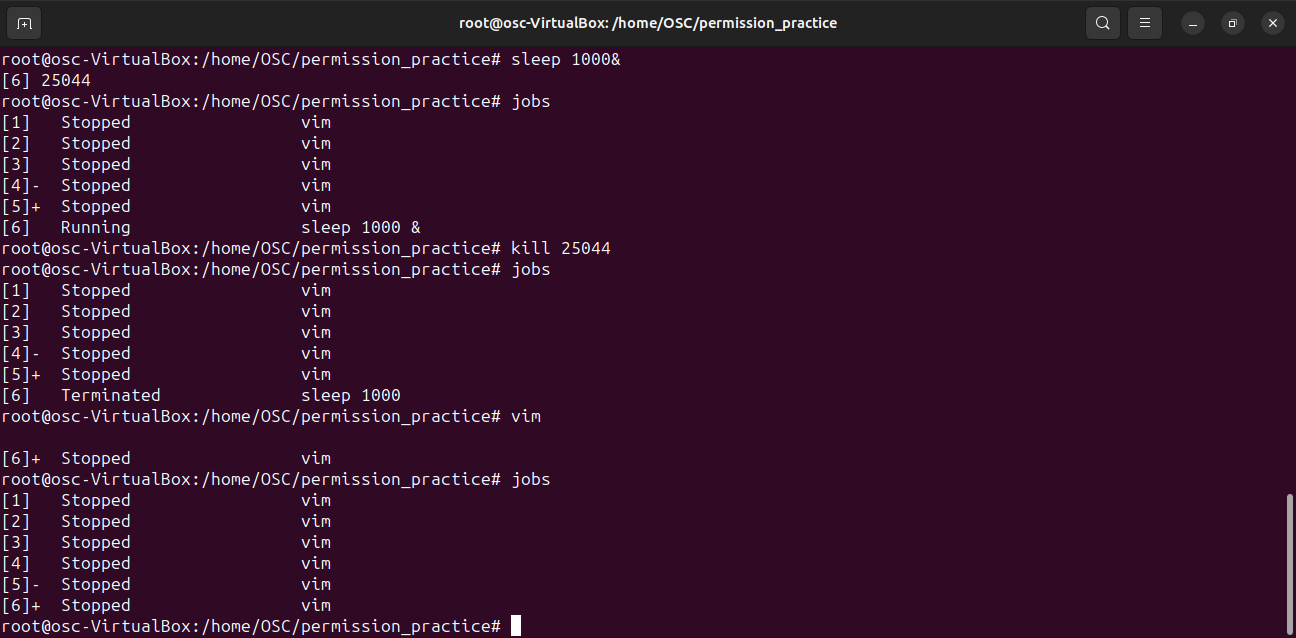 root@osc-VirtualBox: /home/OSC/permission_practice
root@osc-VirtualBox:/home/OSC/permission_practice# sleep 1000&
[6] 25044
root@osc-VirtualBox:/home/OSC/permission_practice# jobs
[1]   Stopped                 vim
[2]   Stopped                 vim
[3]   Stopped                 vim
[4]-  Stopped                 vim
[5]+  Stopped                 vim
[6]   Running                 sleep 1000 &
root@osc-VirtualBox:/home/OSC/permission_practice# kill 25044
root@osc-VirtualBox:/home/OSC/permission_practice# jobs
[1]   Stopped                 vim
[2]   Stopped                 vim
[3]   Stopped                 vim
[4]-  Stopped                 vim
[5]+  Stopped                 vim
[6]   Terminated              sleep 1000
root@osc-VirtualBox:/home/OSC/permission_practice# vim

[6]+  Stopped                 vim
root@osc-VirtualBox:/home/OSC/permission_practice# jobs
[1]   Stopped                 vim
[2]   Stopped                 vim
[3]   Stopped                 vim
[4]   Stopped                 vim
[5]-  Stopped                 vim
[6]+  Stopped                 vim
root@osc-VirtualBox:/home/OSC/permission_practice#